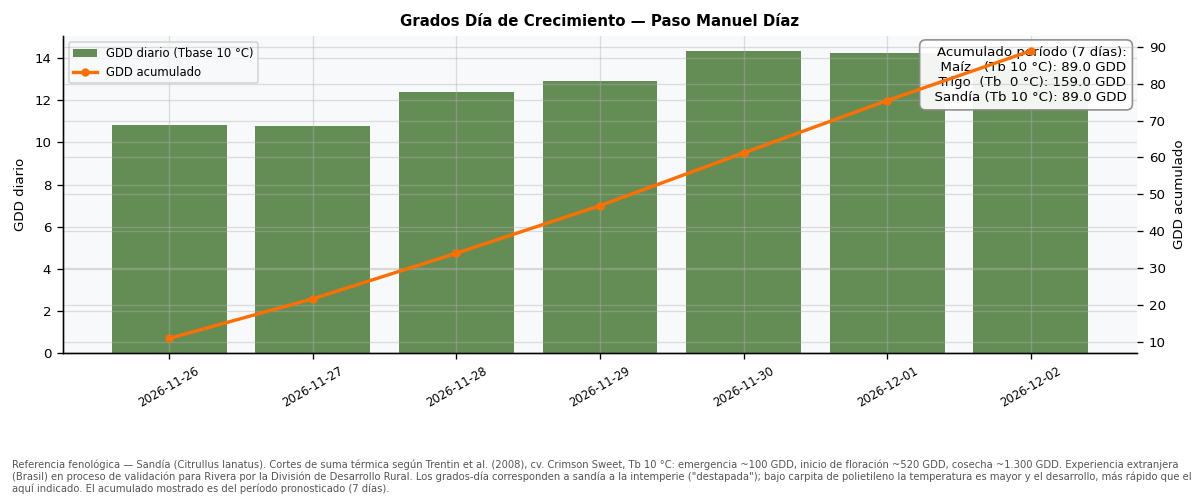 Grados Día de Crecimiento — Paso Manuel Díaz
GDD diario (Tbase 10 °C)
GDD acumulado
Acumulado período (7 días):
Maíz (Tb 10 °C): 89.0 GDD
Trigo (Tb 0 °C): 159.0 GDD
Sandía (Tb 10 °C): 89.0 GDD
GDD diario
14
12
10
8
6
4
2
0
90
80
70
60
50
40
30
20
10
GDD acumulado
2026-11-26
2026-11-27
2026-11-28
2026-11-29
2026-11-30
2026-12-01
2026-12-02
Referencia fenológica — Sandía (Citrullus lanatus). Cortes de suma térmica según Trentin et al. (2008), cv. Crimson Sweet, Tb 10 °C: emergencia ~100 GDD, inicio de floración ~520 GDD, cosecha ~1.300 GDD. Experiencia extranjera
(Brasil) en proceso de validación para Rivera por la División de Desarrollo Rural. Los grados-día corresponden a sandía a la intemperie ("destapada"); bajo carpita de polietileno la temperatura es mayor y el desarrollo, más rápido que el
aquí indicado. El acumulado mostrado es del período pronosticado (7 días).